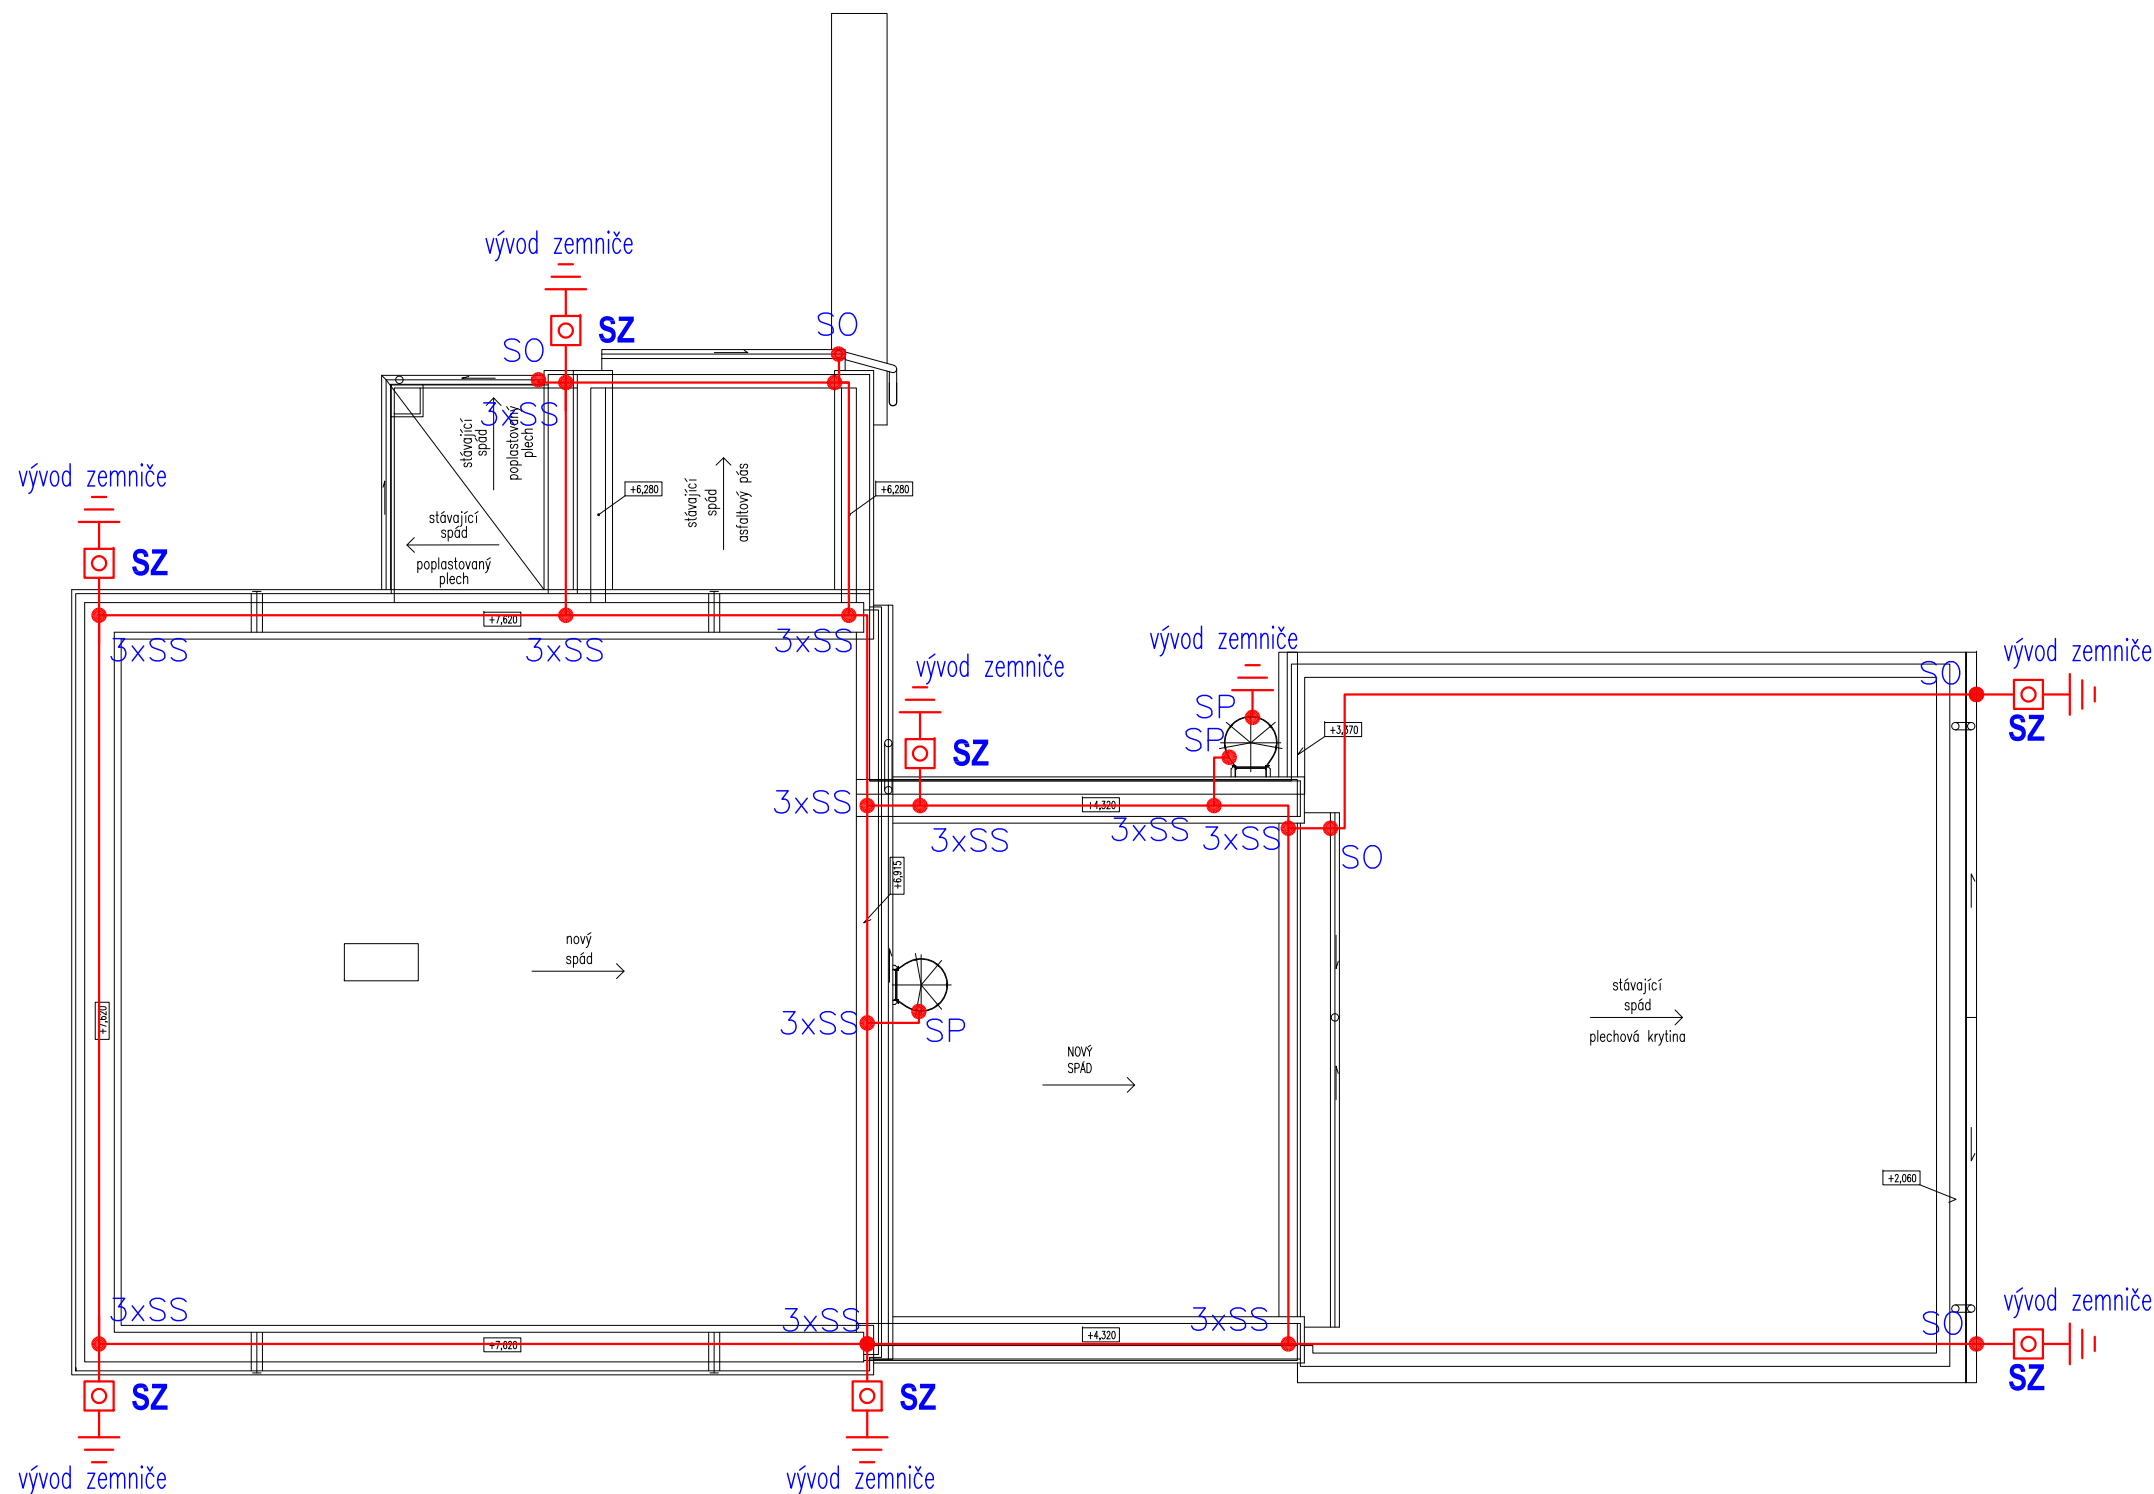 vývod zemniče
SZ
SO
SO
3xSS
stávající
spád
poplastovaný
plech
stávající
spád
poplastovaný
plech
+6,280
stávající
spád
asfaltový pás
+6,280
vývod zemniče
SZ
+7,620
3xSS
3xSS
3xSS
vývod zemniče
SZ
3xSS
3xSS
vývod zemniče
SP
SP
+4,320
3xSS
3xSS
+3,370
SO
SO
vývod zemniče
SZ
+6,915
nový
spád
+7,620
3xSS
SP
NOVÝ
SPÁD
stávající
spád
plechová krytina
+2,060
3xSS
+7,620
3xSS
+4,320
3xSS
SO
vývod zemniče
SZ
SZ
vývod zemniče
SZ
vývod zemniče